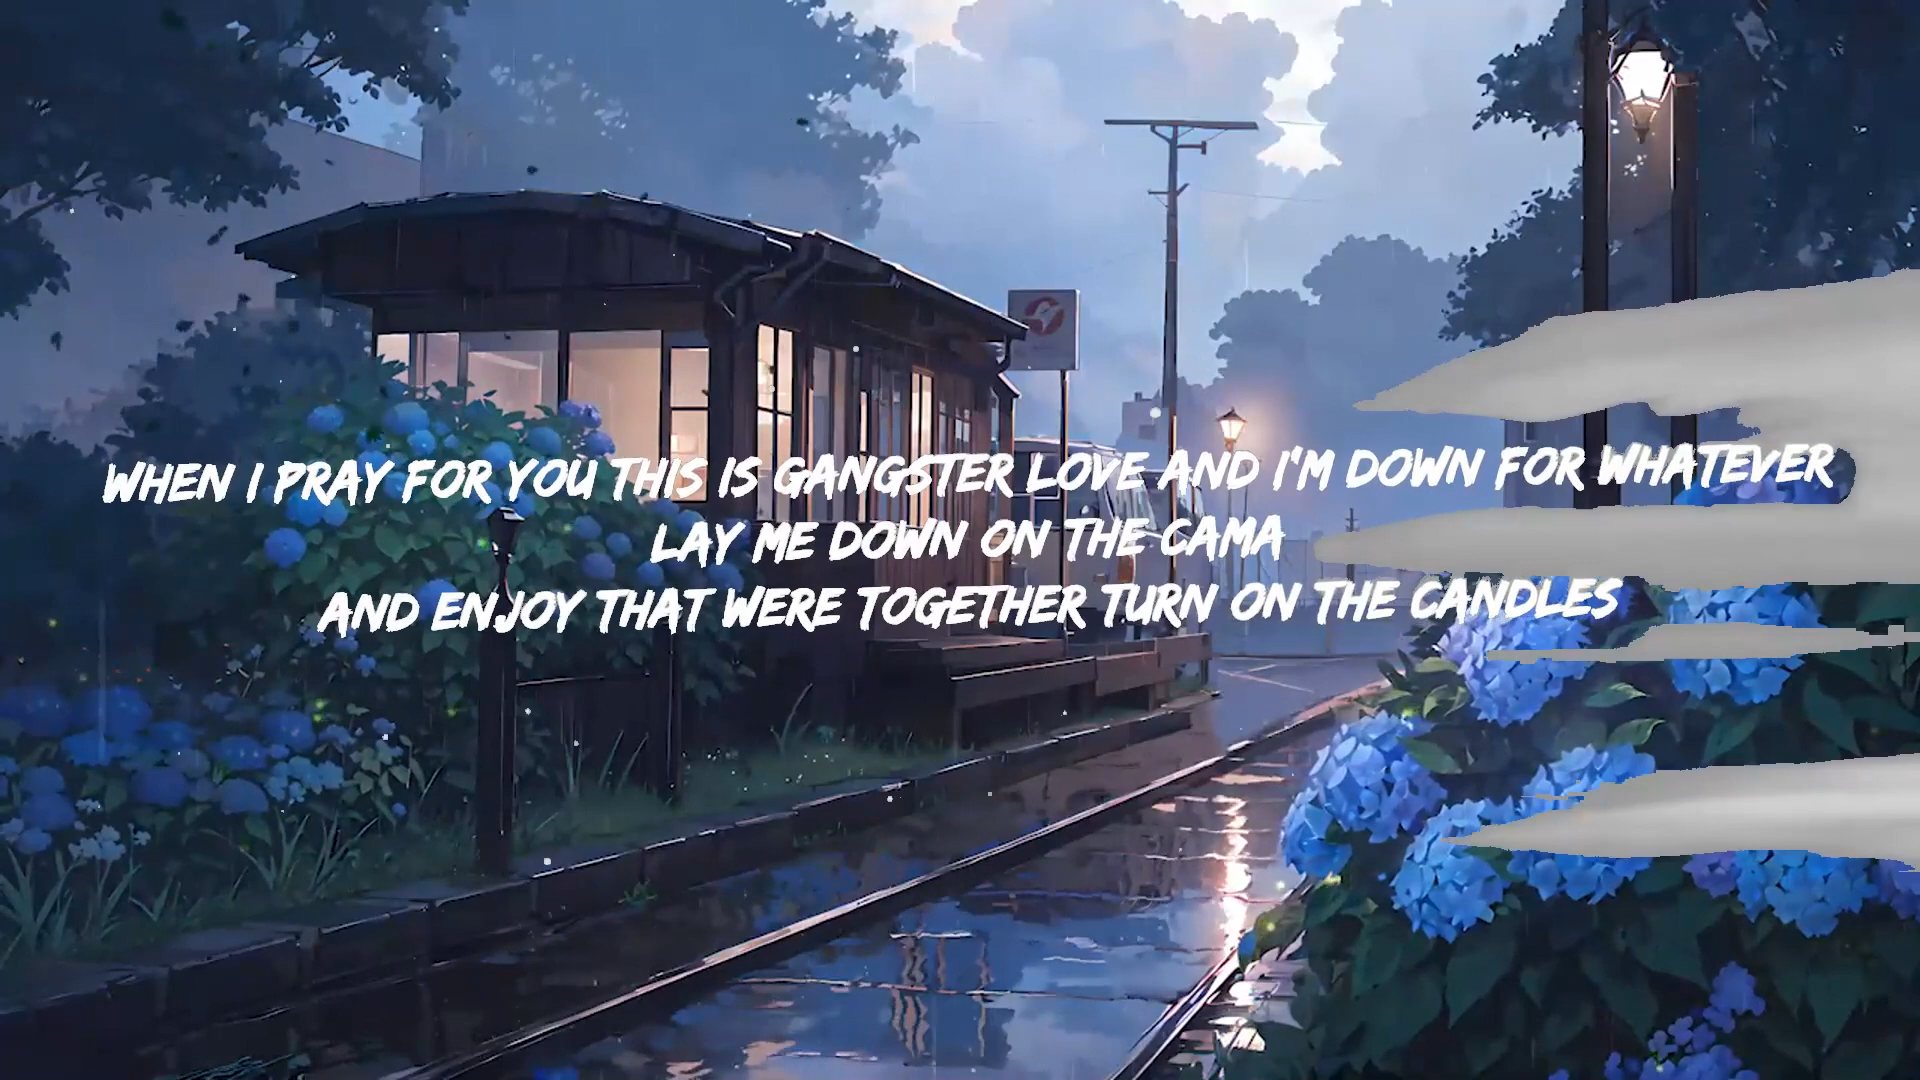 WHEN I PRAY FOR YOU THIS IS GANGSTER LOVE AND I'M DOWN FOR WHATEVER
LAY ME DOWN ON THE CAMA
AND ENJOY THAT WERE TOGETHER TURN ON THE CANDLES